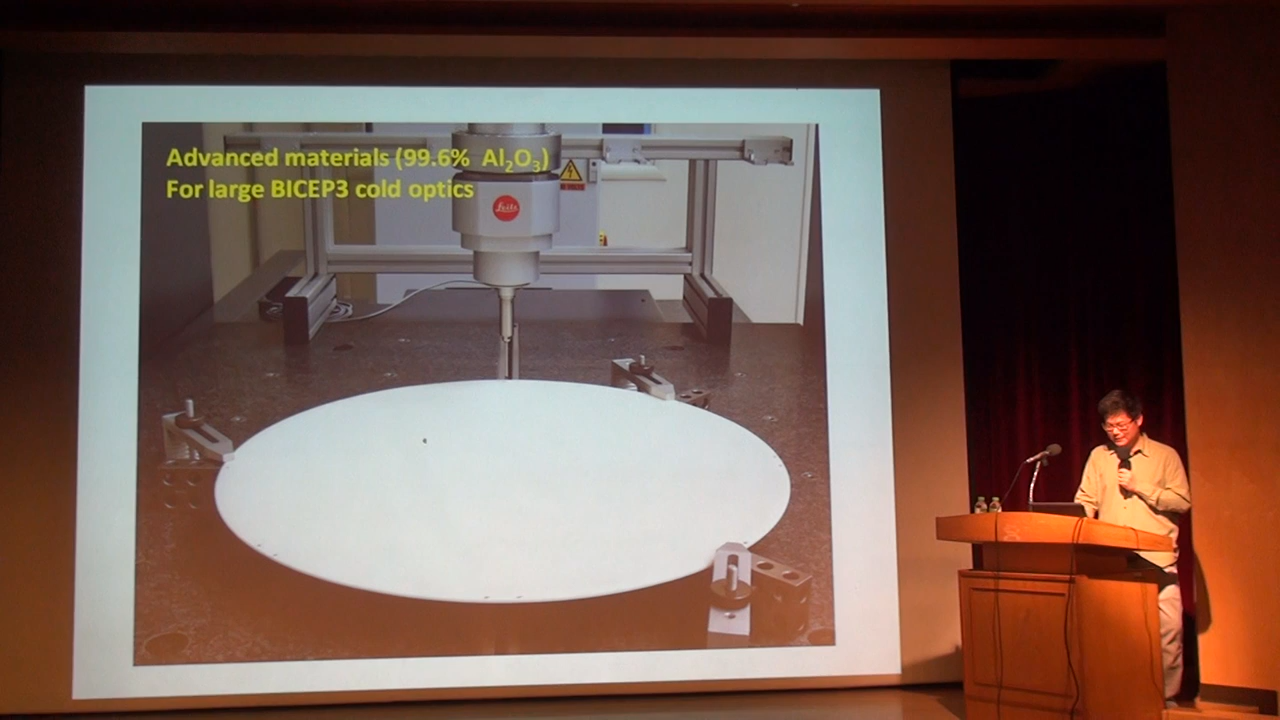 Advanced materials (99.6% Al₂O₃)
For large BICEP3 cold optics
Leitz